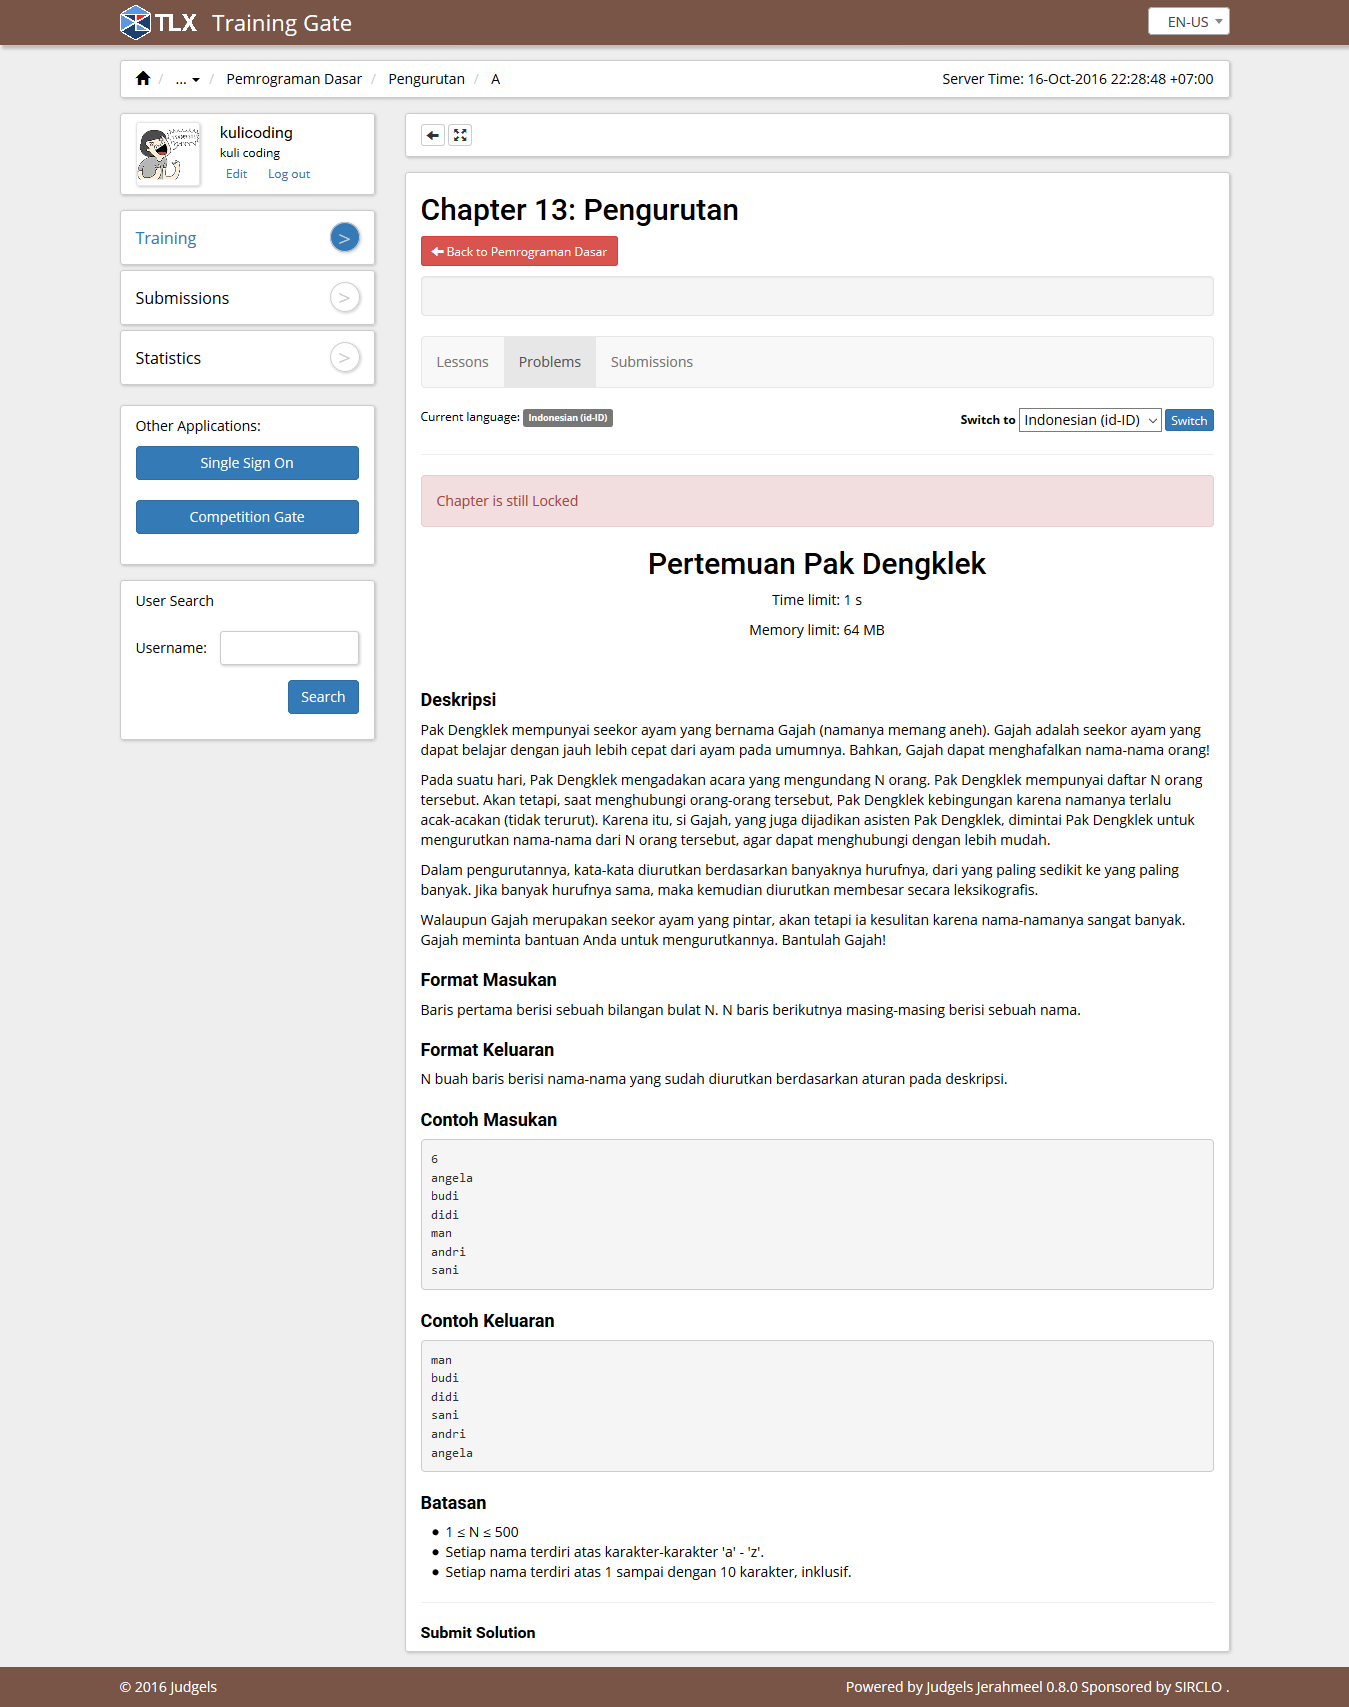 TLX Training Gate
EN-US
/ ... / Pemrograman Dasar / Pengurutan / A
Server Time: 16-Oct-2016 22:28:48 +07:00
kulicoding
kuli coding
Edit Log out
Training >
Submissions >
Statistics >
Other Applications:
Single Sign On
Competition Gate
User Search
Username:
Search
Chapter 13: Pengurutan
Back to Pemrograman Dasar
Lessons Problems Submissions
Current language: Indonesian (id-ID)
Switch to Indonesian (id-ID) Switch
Chapter is still Locked
Pertemuan Pak Dengklek
Time limit: 1 s
Memory limit: 64 MB
Deskripsi
Pak Dengklek mempunyai seekor ayam yang bernama Gajah (namanya memang aneh). Gajah adalah seekor ayam yang
dapat belajar dengan jauh lebih cepat dari ayam pada umumnya. Bahkan, Gajah dapat menghafalkan nama-nama orang!
Pada suatu hari, Pak Dengklek mengadakan acara yang mengundang N orang. Pak Dengklek mempunyai daftar N orang
tersebut. Akan tetapi, saat menghubungi orang-orang tersebut, Pak Dengklek kebingungan karena namanya terlalu
acak-acakan (tidak terurut). Karena itu, si Gajah, yang juga dijadikan asisten Pak Dengklek, dimintai Pak Dengklek untuk
mengurutkan nama-nama dari N orang tersebut, agar dapat menghubungi dengan lebih mudah.
Dalam pengurutannya, kata-kata diurutkan berdasarkan banyaknya hurufnya, dari yang paling sedikit ke yang paling
banyak. Jika banyak hurufnya sama, maka kemudian diurutkan membesar secara leksikografis.
Walaupun Gajah merupakan seekor ayam yang pintar, akan tetapi ia kesulitan karena nama-namanya sangat banyak.
Gajah meminta bantuan Anda untuk mengurutkannya. Bantulah Gajah!
Format Masukan
Baris pertama berisi sebuah bilangan bulat N. N baris berikutnya masing-masing berisi sebuah nama.
Format Keluaran
N buah baris berisi nama-nama yang sudah diurutkan berdasarkan aturan pada deskripsi.
Contoh Masukan
6
angela
budi
didi
man
andri
sani
Contoh Keluaran
man
budi
didi
sani
andri
angela
Batasan
• 1 ≤ N ≤ 500
• Setiap nama terdiri atas karakter-karakter 'a' - 'z'.
• Setiap nama terdiri atas 1 sampai dengan 10 karakter, inklusif.
Submit Solution
© 2016 Judgels
Powered by Judgels Jerahmeel 0.8.0 Sponsored by SIRCLO .